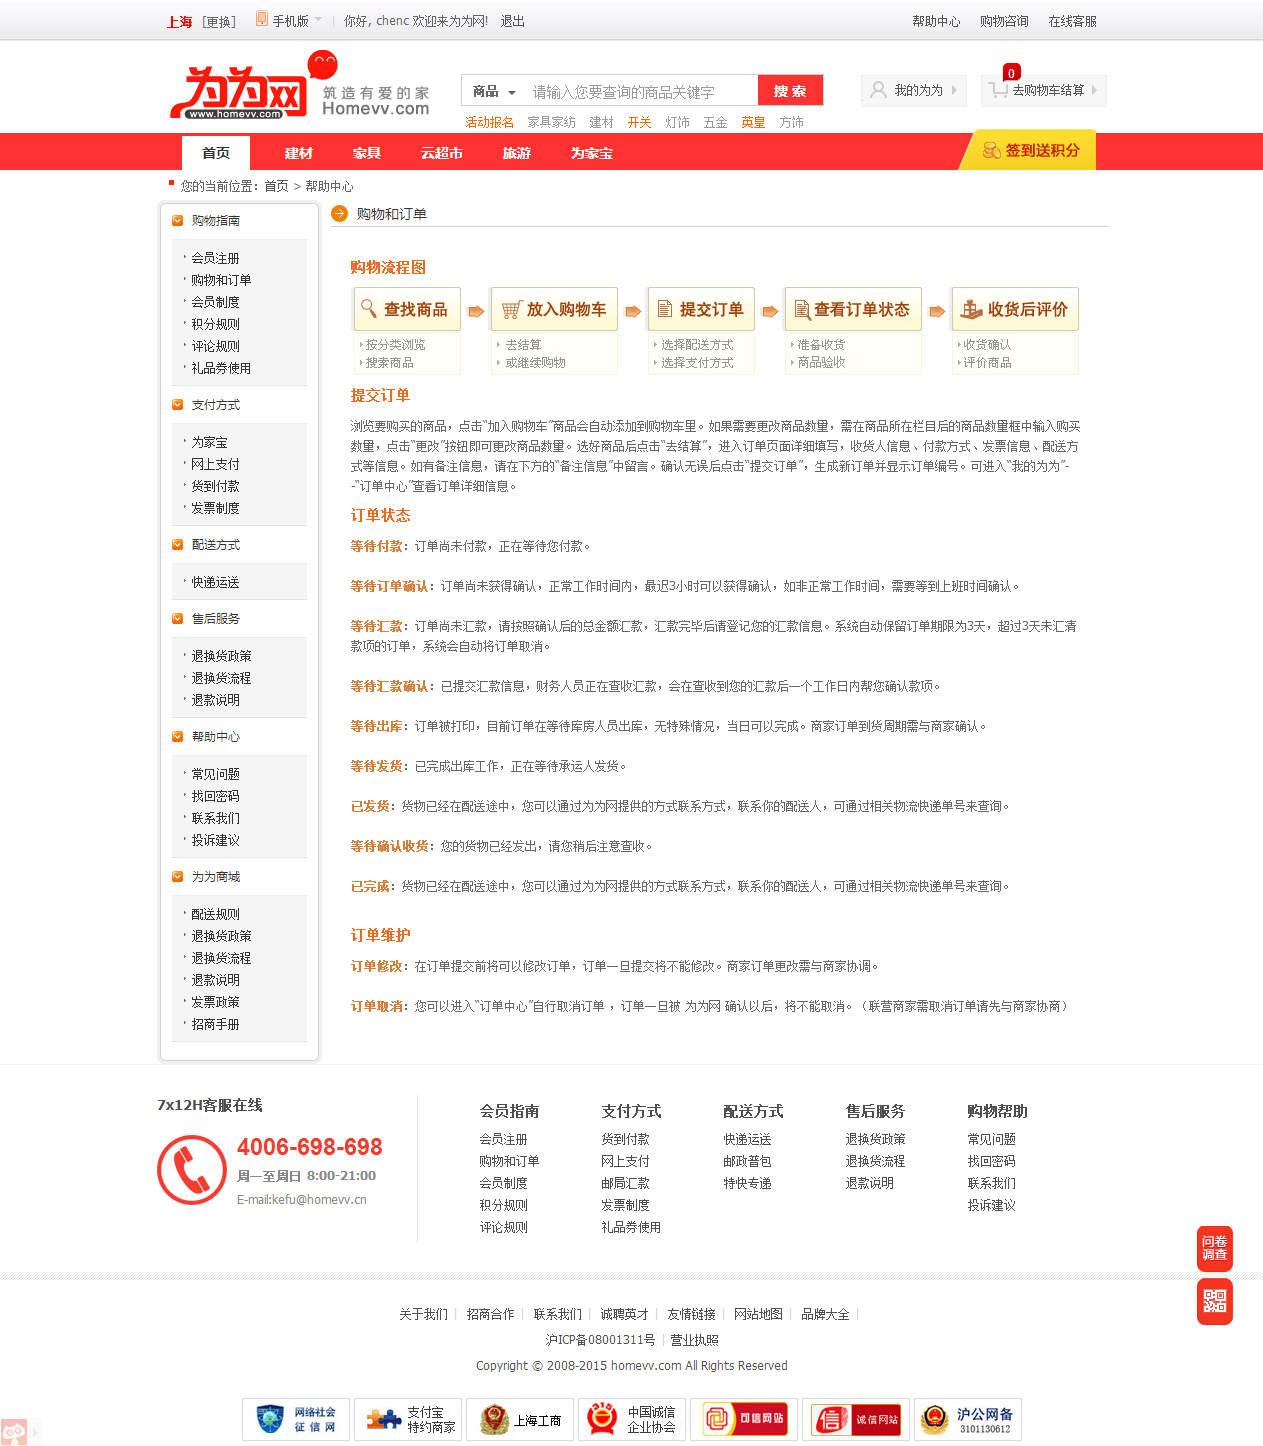 上海 [更换] 手机版 你好, chenc 欢迎来为为网! 退出 帮助中心 购物咨询 在线客服
为为网 www.homevv.com 筑造有爱的家 Homevv.com
商品 请输入您要查询的商品关键字 搜 索 我的为为 0 去购物车结算
活动报名 家具家纺 建材 开关 灯饰 五金 英皇 方饰
首页 建材 家具 云超市 旅游 为家宝 签到送积分
您的当前位置：首页 > 帮助中心
购物指南
会员注册
购物和订单
会员制度
积分规则
评论规则
礼品券使用
支付方式
为家宝
网上支付
货到付款
发票制度
配送方式
快递运送
售后服务
退换货政策
退换货流程
退款说明
帮助中心
常见问题
找回密码
联系我们
投诉建议
为为商城
配送规则
退换货政策
退换货流程
退款说明
发票政策
招商手册
购物和订单
购物流程图
查找商品 放入购物车 提交订单 查看订单状态 收货后评价
按分类浏览 去结算 选择配送方式 准备收货 收货确认
搜索商品 或继续购物 选择支付方式 商品验收 评价商品
提交订单
浏览要购买的商品，点击“加入购物车”商品会自动添加到购物车里。如果需要更改商品数量，需在商品所在栏目后的商品数量框中输入购买
数量，点击“更改”按钮即可更改商品数量。选好商品后点击“去结算”，进入订单页面详细填写，收货人信息、付款方式、发票信息、配送方
式等信息。如有备注信息，请在下方的“备注信息”中留言。确认无误后点击“提交订单”，生成新订单并显示订单编号。可进入“我的为为”-
-“订单中心”查看订单详细信息。
订单状态
等待付款：订单尚未付款，正在等待您付款。
等待订单确认：订单尚未获得确认，正常工作时间内，最迟3小时可以获得确认，如非正常工作时间，需要等到上班时间确认。
等待汇款：订单尚未汇款，请按照确认后的总金额汇款，汇款完毕后请登记您的汇款信息。系统自动保留订单期限为3天，超过3天未汇清
款项的订单，系统会自动将订单取消。
等待汇款确认：已提交汇款信息，财务人员正在查收汇款，会在查收到您的汇款后一个工作日内帮您确认款项。
等待出库：订单被打印，目前订单在等待库房人员出库，无特殊情况，当日可以完成。商家订单到货周期需与商家确认。
等待发货：已完成出库工作，正在等待承运人发货。
已发货：货物已经在配送途中，您可以通过为为网提供的方式联系方式，联系你的配送人，可通过相关物流快递单号来查询。
等待确认收货：您的货物已经发出，请您稍后注意查收。
已完成：货物已经在配送途中，您可以通过为为网提供的方式联系方式，联系你的配送人，可通过相关物流快递单号来查询。
订单维护
订单修改：在订单提交前将可以修改订单，订单一旦提交将不能修改。商家订单更改需与商家协调。
订单取消：您可以进入“订单中心”自行取消订单 ，订单一旦被 为为网 确认以后，将不能取消。（联营商家需取消订单请先与商家协商）
7x12H客服在线
4006-698-698
周一至周日 8:00-21:00
E-mail:kefu@homevv.cn
会员指南
会员注册
购物和订单
会员制度
积分规则
评论规则
支付方式
货到付款
网上支付
邮局汇款
发票制度
礼品券使用
配送方式
快递运送
邮政普包
特快专递
售后服务
退换货政策
退换货流程
退款说明
购物帮助
常见问题
找回密码
联系我们
投诉建议
问卷
调查
关于我们 | 招商合作 | 联系我们 | 诚聘英才 | 友情链接 | 网站地图 | 品牌大全 |
沪ICP备08001311号 | 营业执照
Copyright © 2008-2015 homevv.com All Rights Reserved
网络社会
征信网
支付宝
特约商家
上海工商
中国诚信
企业协会
可信网站
诚信网站
沪公网备
3101130612